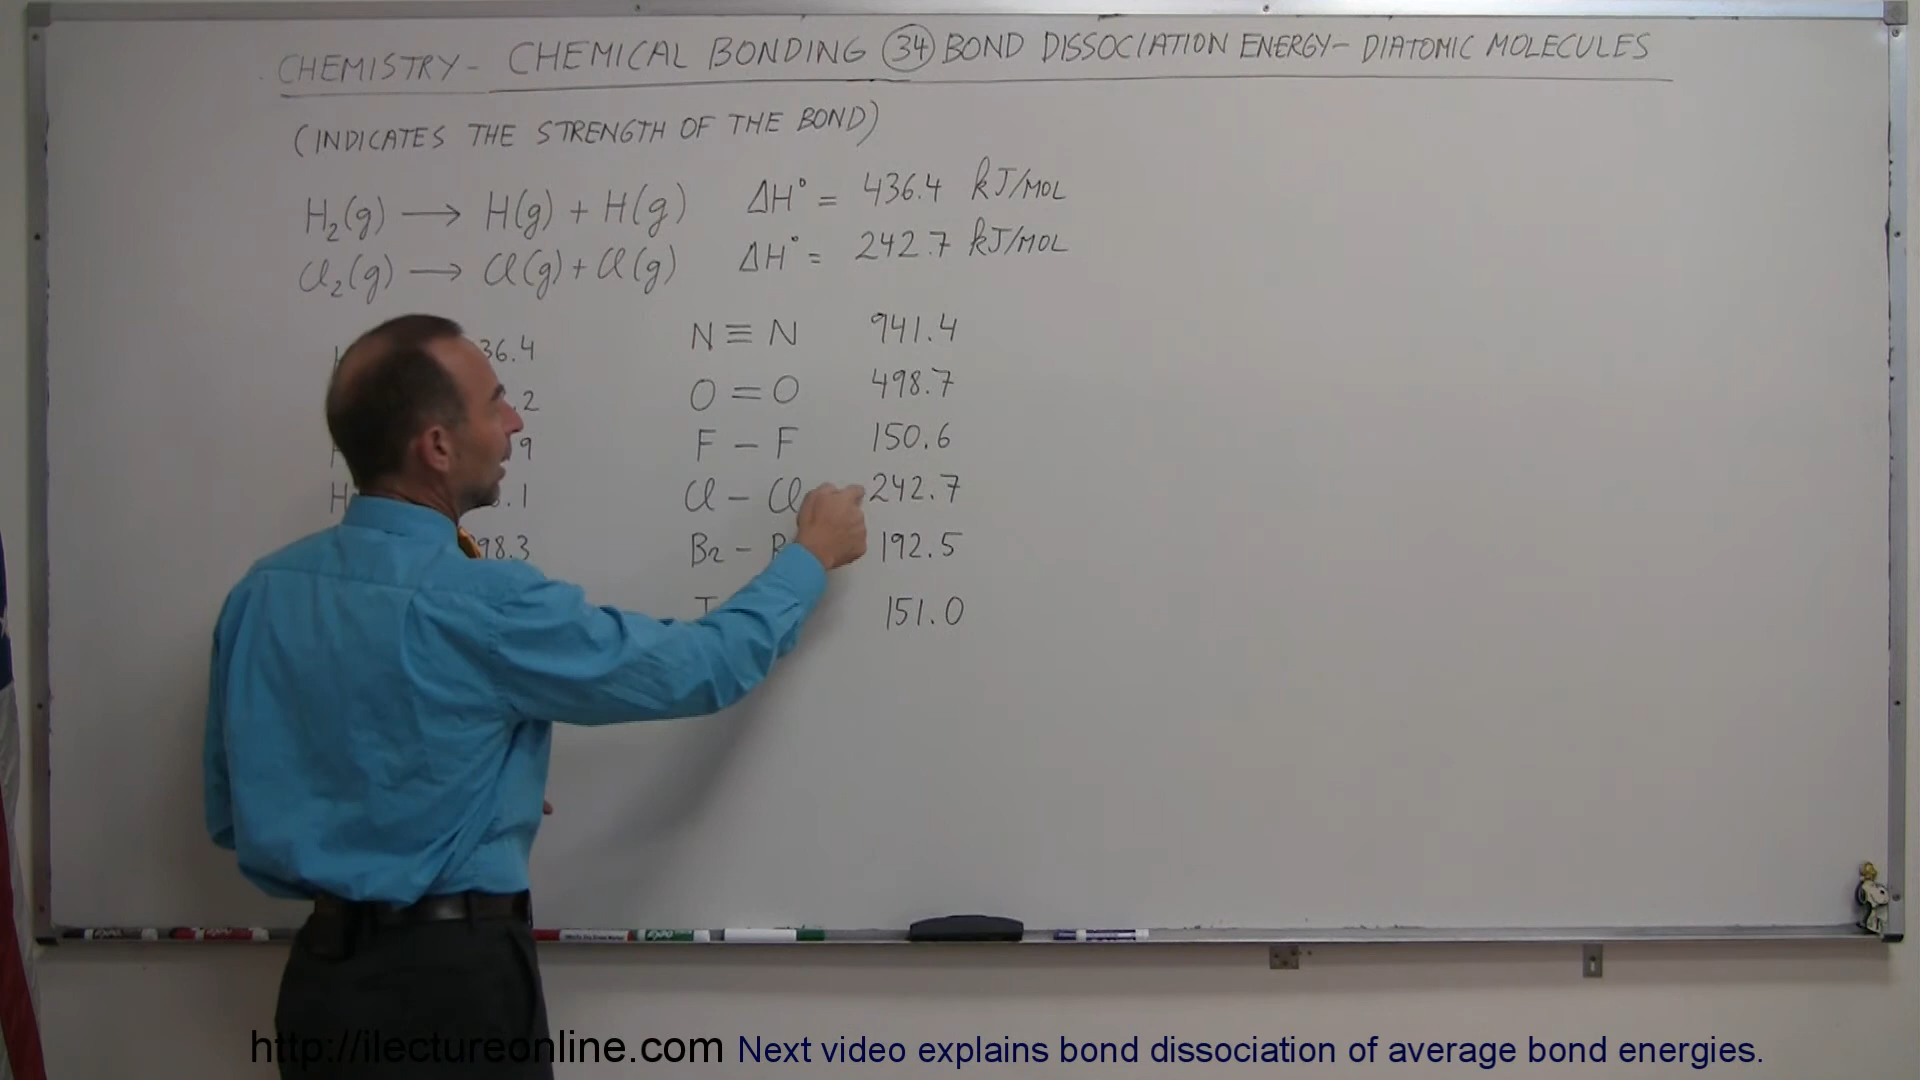 CHEMISTRY - CHEMICAL BONDING 34 BOND DISSOCIATION ENERGY - DIATOMIC MOLECULES
(INDICATES THE STRENGTH OF THE BOND)
H₂(g) → H(g) + H(g) ΔH° = 436.4 kJ/MOL
Cl₂(g) → Cl(g) + Cl(g) ΔH° = 242.7 kJ/MOL
36.4
.2
9
.1
98.3
N ≡ N 941.4
O = O 498.7
F - F 150.6
Cl - Cl 242.7
Br - 192.5
151.0
http://ilectureonline.com Next video explains bond dissociation of average bond energies.